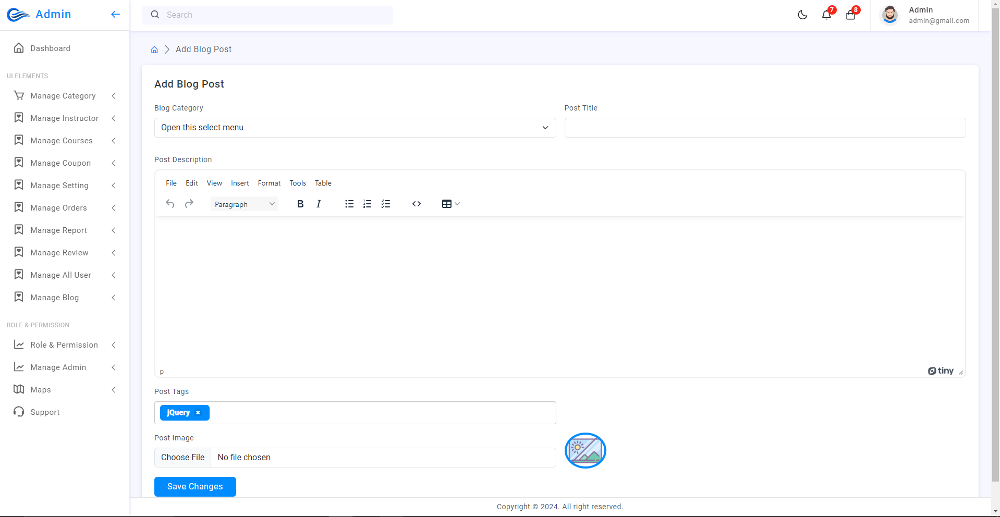 Admin
Search
7
8
Admin
admin@gmail.com
Dashboard
Add Blog Post
UI ELEMENTS
Manage Category
Manage Instructor
Manage Courses
Manage Coupon
Manage Setting
Manage Orders
Manage Report
Manage Review
Manage All User
Manage Blog
ROLE & PERMISSION
Role & Permission
Manage Admin
Maps
Support
Add Blog Post
Blog Category
Post Title
Open this select menu
Post Description
File Edit View Insert Format Tools Table
Paragraph B I
p
tiny
Post Tags
jQuery ×
Post Image
Choose File No file chosen
Save Changes
Copyright © 2024. All right reserved.